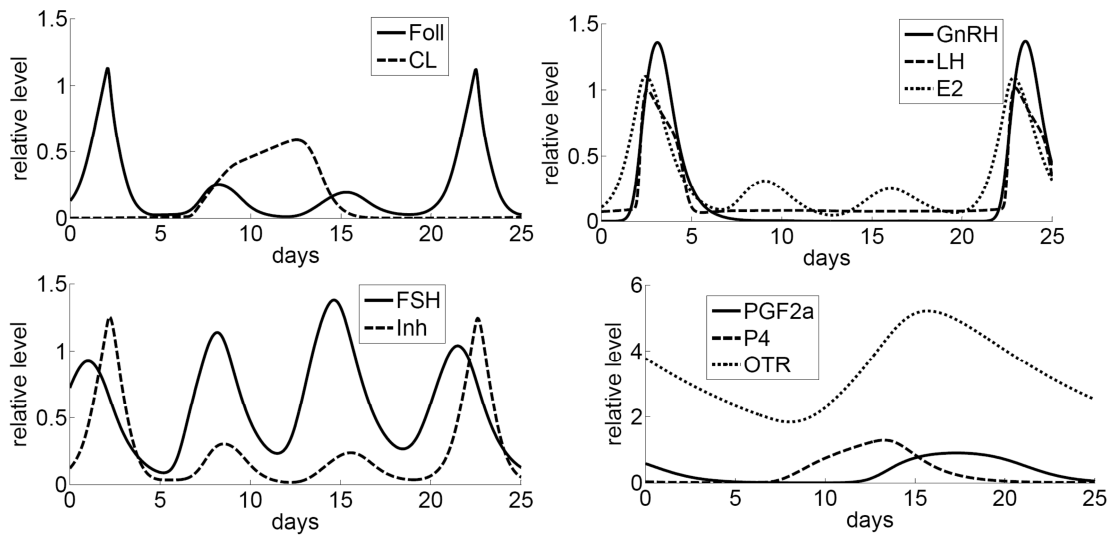 1.5
1
0.5
0
relative level
Foll
CL
0 5 10 15 20 25
days
1.5
1
0.5
0
relative level
GnRH
LH
E2
0 5 10 15 20 25
days
1.5
1
0.5
0
relative level
FSH
Inh
0 5 10 15 20 25
days
6
4
2
0
relative level
PGF2a
P4
OTR
0 5 10 15 20 25
days